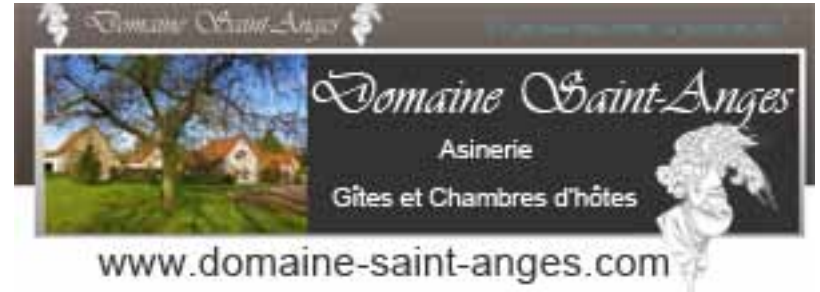 Domaine Saint-Anges
Domaine Saint-Anges
Asinerie
Gîtes et Chambres d'hôtes
www.domaine-saint-anges.com